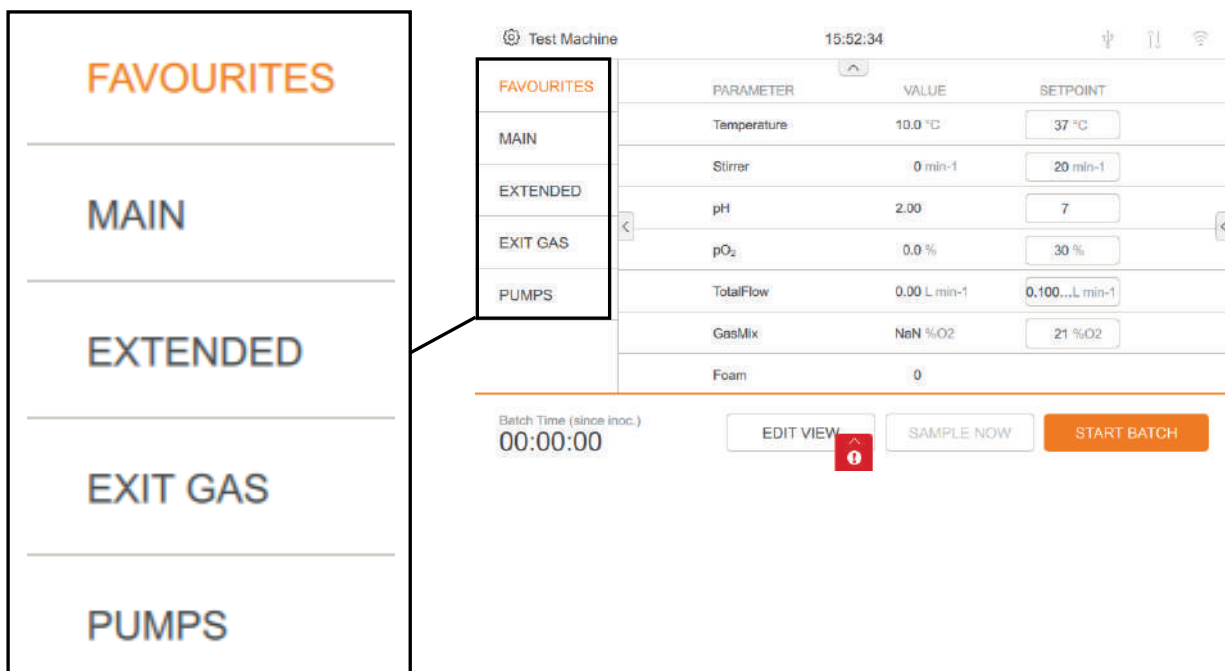 FAVOURITES
MAIN
EXTENDED
EXIT GAS
PUMPS
Test Machine 15:52:34
FAVOURITES
MAIN
EXTENDED
EXIT GAS
PUMPS
PARAMETER VALUE SETPOINT
Temperature 10.0 °C 37 °C
Stirrer 0 min-1 20 min-1
pH 2.00 7
pO₂ 0.0 % 30 %
TotalFlow 0.00 L min-1 0.100...L min-1
GasMix NaN %O2 21 %O2
Foam 0
Batch Time (since inoc.)
00:00:00
EDIT VIEW SAMPLE NOW START BATCH